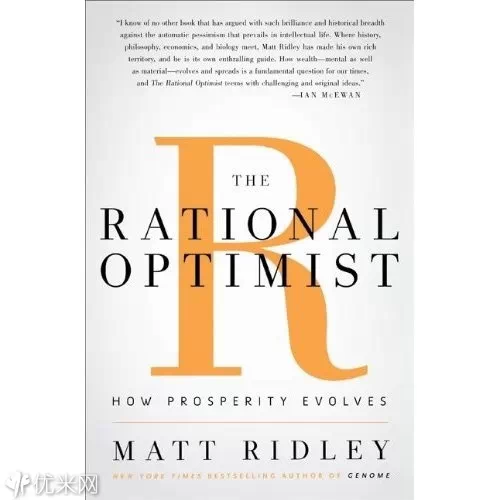 "I know of no other book that has argued with such brilliance and historical breadth
against the automatic pessimism that prevails in intellectual life. Where history,
philosophy, economics, and biology meet, Matt Ridley has made his own rich
territory, and he is its own enthralling guide. How wealth—mental as well
as material—evolves and spreads is a fundamental question for our times,
and The Rational Optimist teems with challenging and original ideas."
—IAN McEWAN
R
THE
RATIONAL
OPTIMIST
HOW PROSPERITY EVOLVES
MATT RIDLEY
NEW YORK TIMES BESTSELLING AUTHOR OF GENOME
优米网